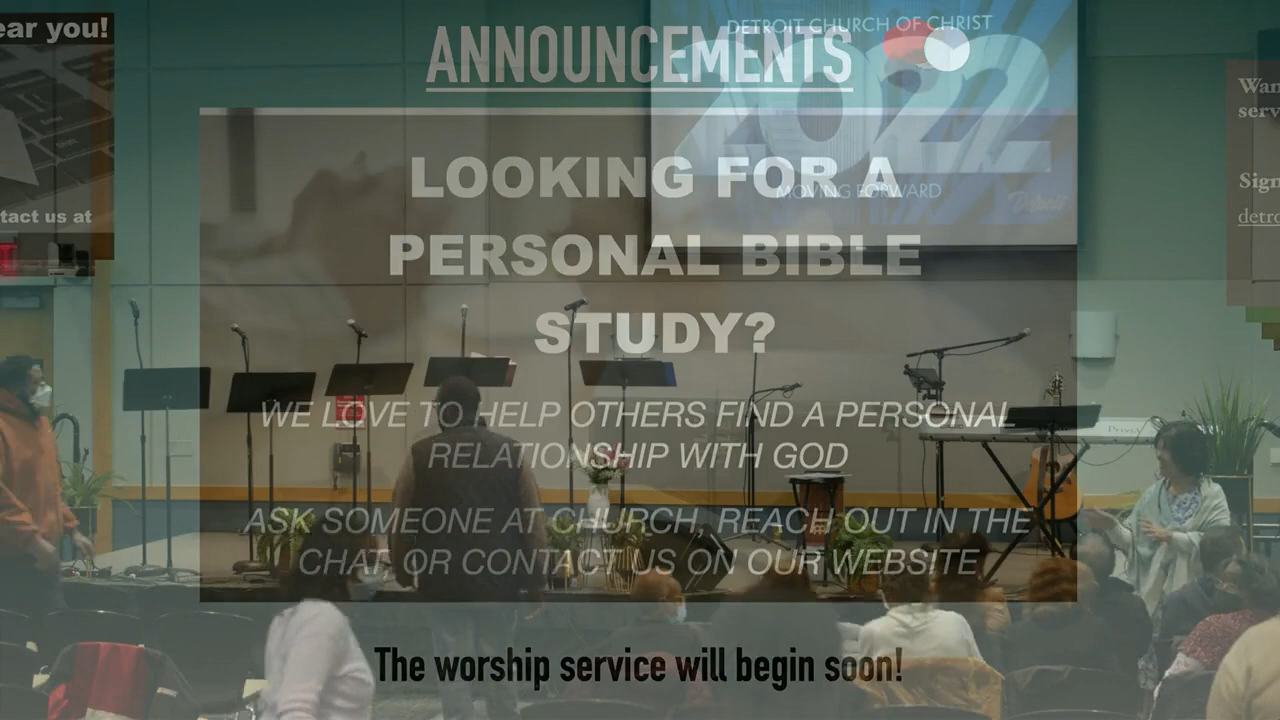 ear you!
tact us at
ANNOUNCEMENTS
DETROIT CHURCH OF CHRIST
2022
MOVING FORWARD
Detroit
LOOKING FOR A
PERSONAL BIBLE
STUDY?
WE LOVE TO HELP OTHERS FIND A PERSONAL
RELATIONSHIP WITH GOD
ASK SOMEONE AT CHURCH, REACH OUT IN THE
CHAT OR CONTACT US ON OUR WEBSITE
The worship service will begin soon!
Wan
serv
Sign
detro